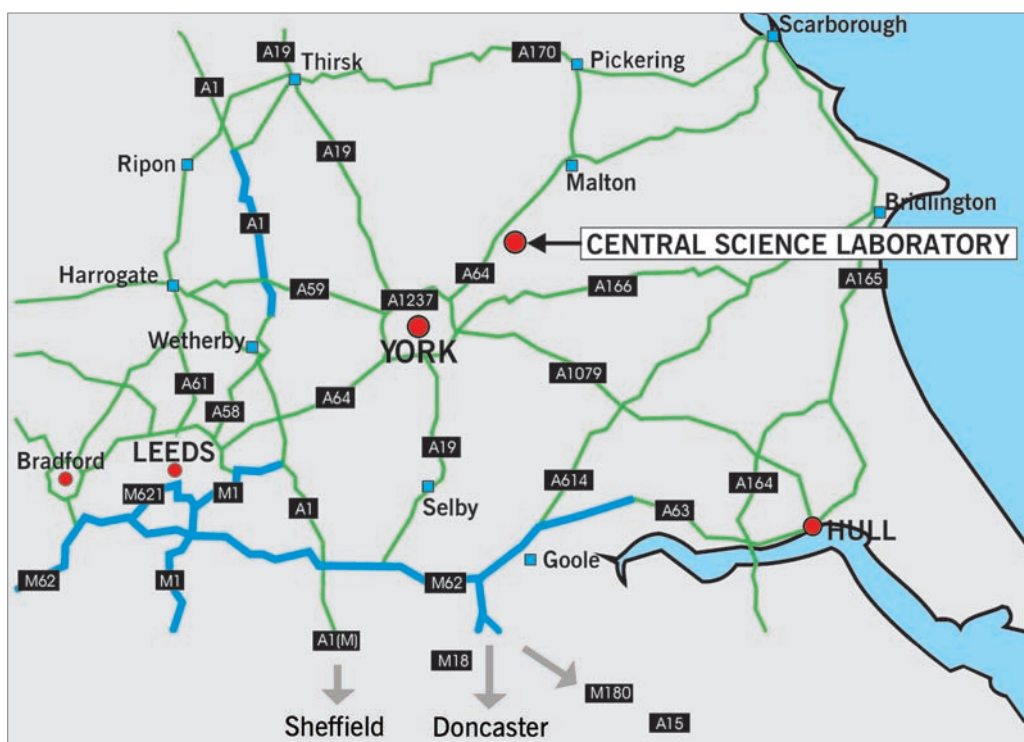 Scarborough
A19
Thirsk
A170
Pickering
A1
A19
Ripon
Malton
A1
Bridlington
CENTRAL SCIENCE LABORATORY
Harrogate
A59
A64
A166
A165
A1237
Wetherby
YORK
A61
A58
A64
A1079
Bradford
LEEDS
A19
M621
M1
A1
Selby
A614
A164
A63
HULL
Goole
M62
M1
M62
A1(M)
M18
M180
Sheffield
Doncaster
A15